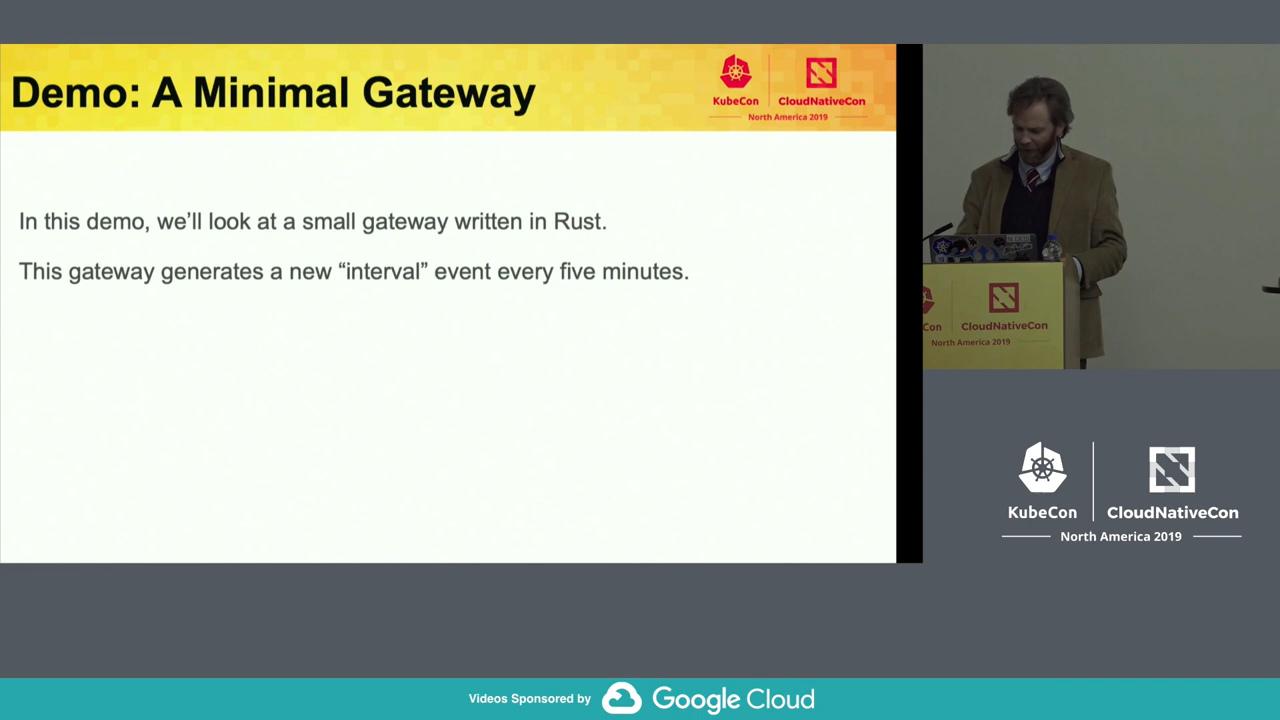 Demo: A Minimal Gateway
KubeCon
CloudNativeCon
North America 2019
In this demo, we’ll look at a small gateway written in Rust.
This gateway generates a new “interval” event every five minutes.
Con
CloudNativeCon
North America 2019
KubeCon
CloudNativeCon
North America 2019
Videos Sponsored by
Google Cloud